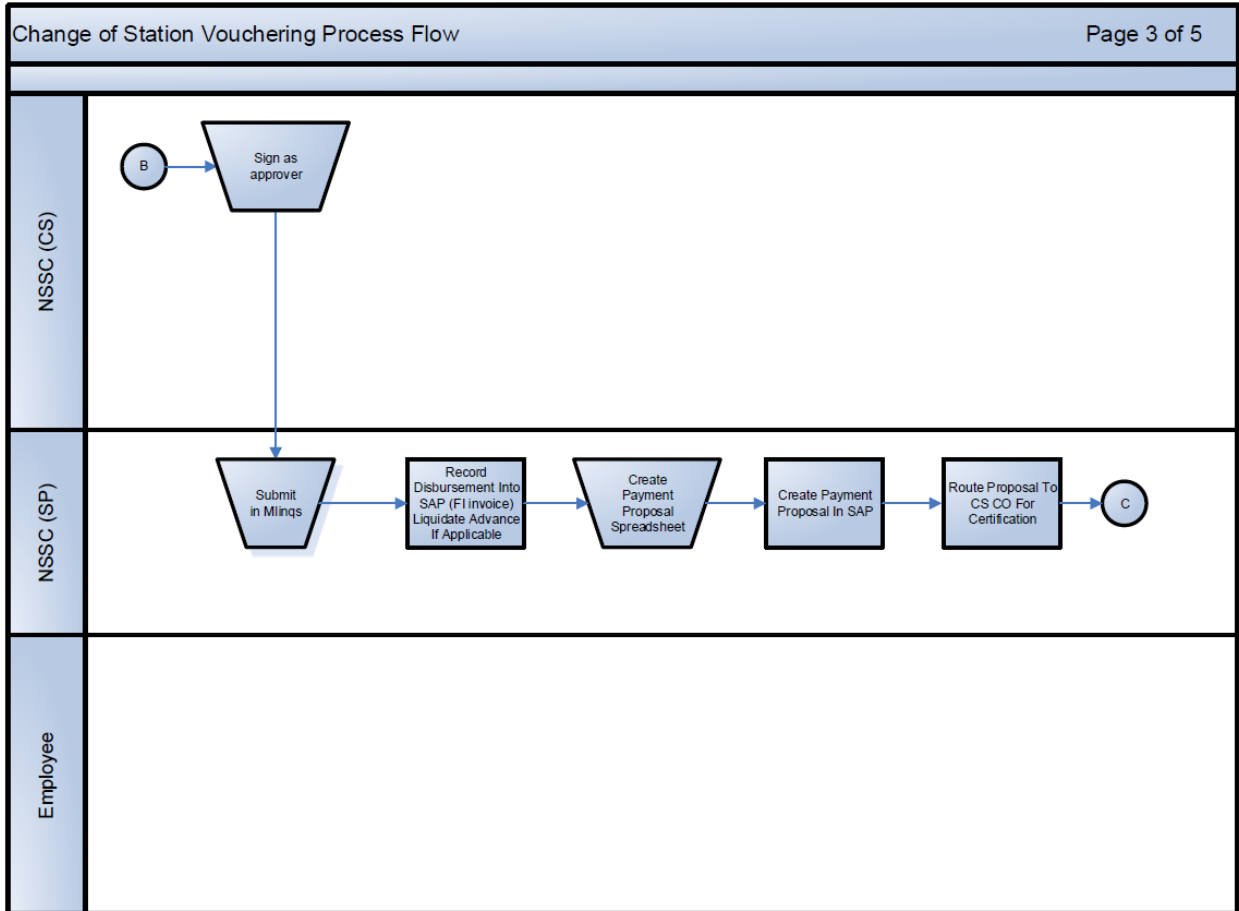 Change of Station Vouchering Process Flow
Page 3 of 5
NSSC (CS)
B
Sign as
approver
NSSC (SP)
Submit
in Mlinqs
Record
Disbursement Into
SAP (FI invoice)
Liquidate Advance
If Applicable
Create
Payment
Proposal
Spreadsheet
Create Payment
Proposal In SAP
Route Proposal To
CS CO For
Certification
C
Employee